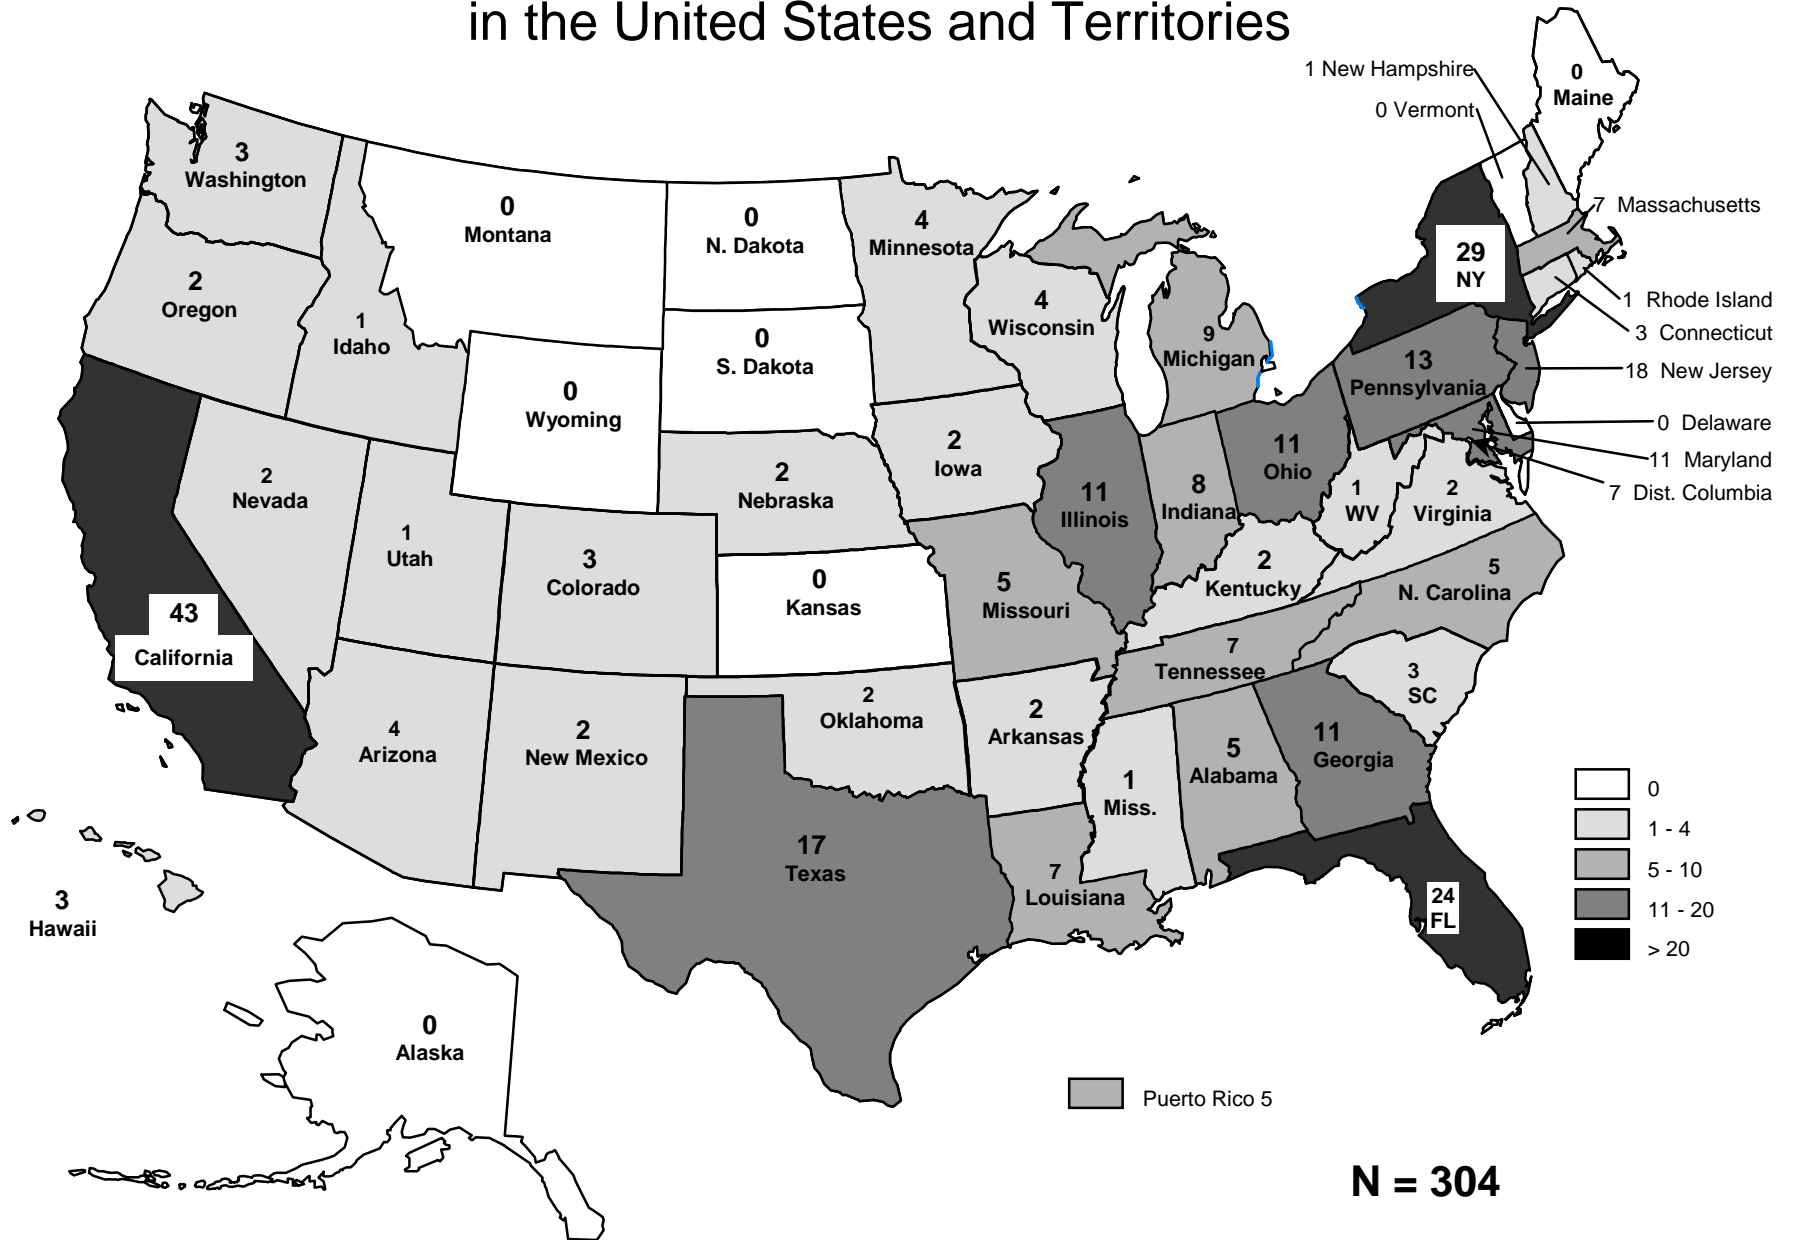 in the United States and Territories
0
Maine
1 New Hampshire
0 Vermont
3
Washington
0
Montana
0
N. Dakota
4
Minnesota
7 Massachusetts
29
NY
2
Oregon
1
Idaho
0
S. Dakota
4
Wisconsin
9
Michigan
1 Rhode Island
3 Connecticut
13
Pennsylvania
18 New Jersey
0
Wyoming
0 Delaware
11 Maryland
7 Dist. Columbia
2
Nevada
1
Utah
3
Colorado
2
Nebraska
2
Iowa
11
Illinois
8
Indiana
11
Ohio
1
WV
2
Virginia
43
California
0
Kansas
5
Missouri
2
Kentucky
5
N. Carolina
7
Tennessee
3
SC
4
Arizona
2
New Mexico
2
Oklahoma
2
Arkansas
1
Miss.
5
Alabama
11
Georgia
17
Texas
7
Louisiana
24
FL
3
Hawaii
0
Alaska
0
1 - 4
5 - 10
11 - 20
> 20
Puerto Rico 5
N = 304